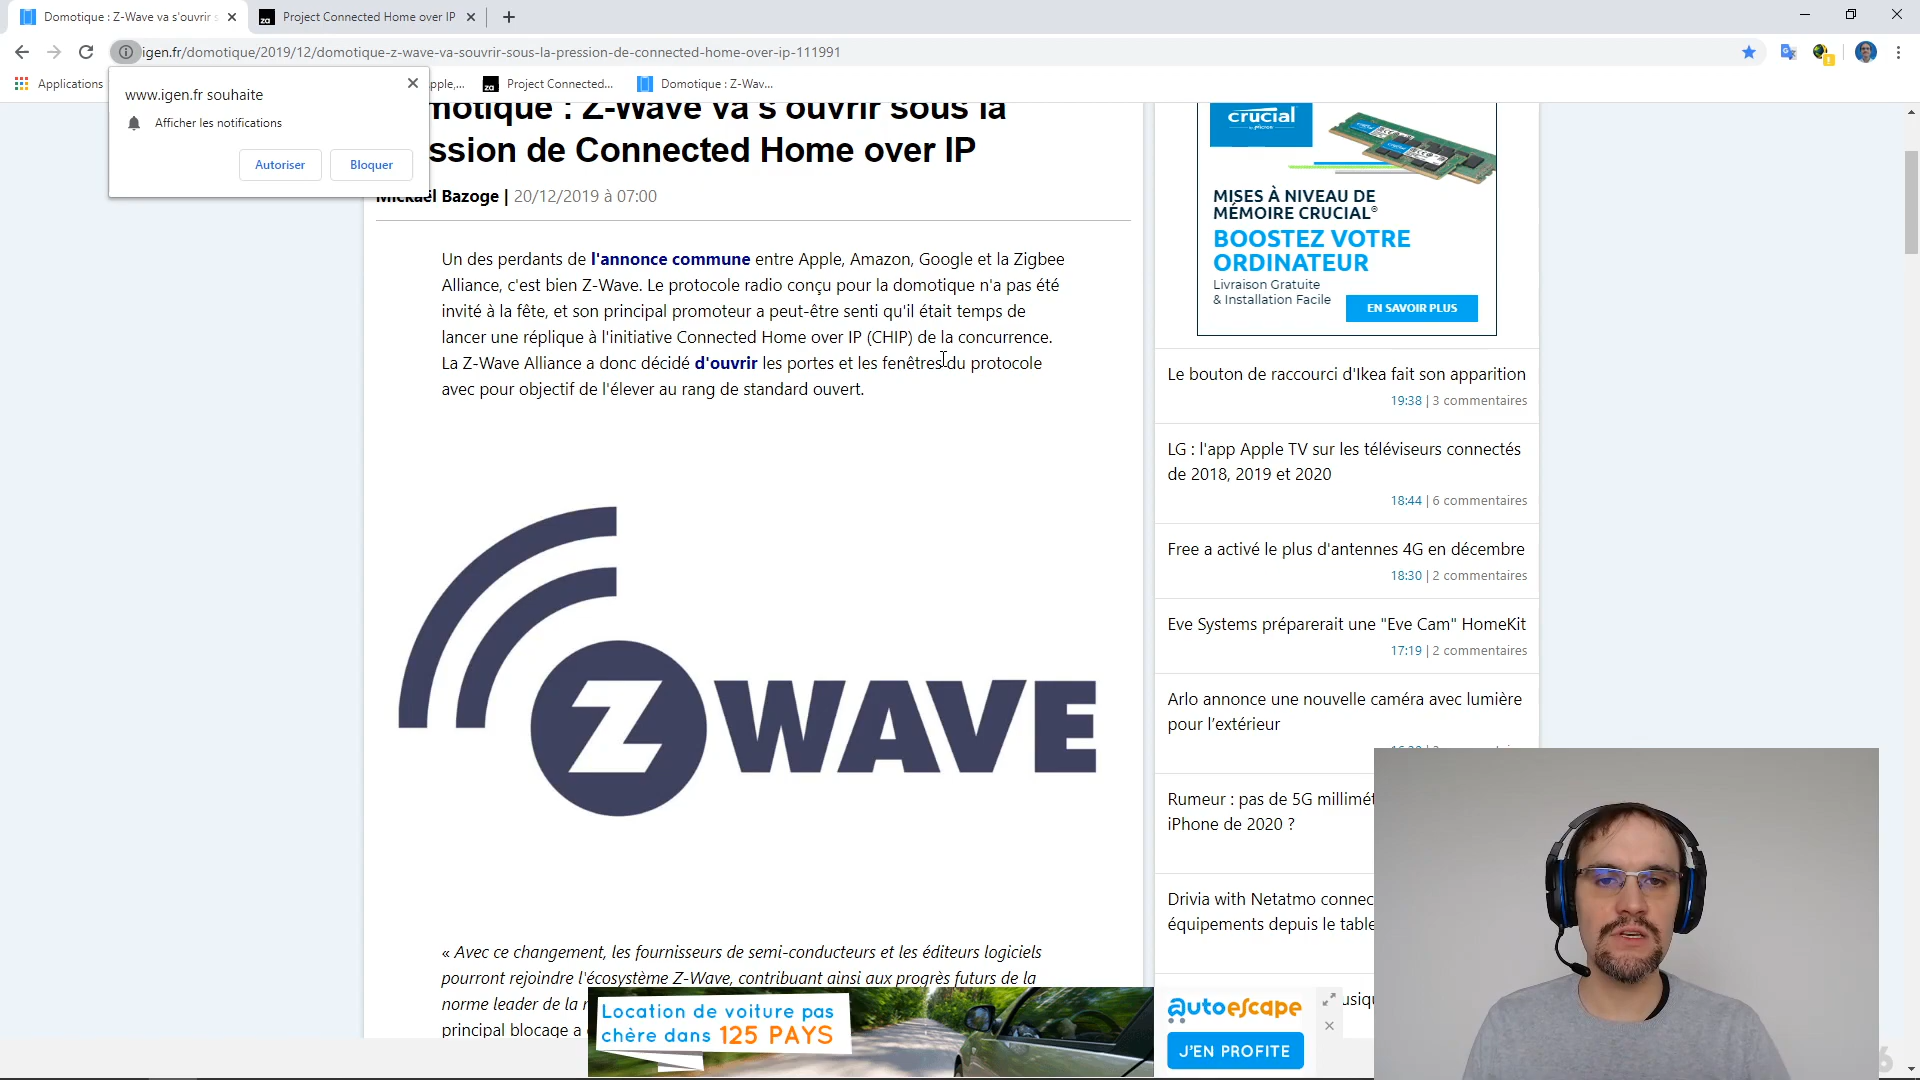 Domotique : Z-Wave va s'ouvrir s
Project Connected Home over IP
igen.fr/domotique/2019/12/domotique-z-wave-va-souvrir-sous-la-pression-de-connected-home-over-ip-111991
Applications
pple,...
Project Connected...
Domotique : Z-Wav...
www.igen.fr souhaite
Afficher les notifications
Autoriser
Bloquer
motique : Z-Wave va s'ouvrir sous la
ssion de Connected Home over IP
Mickaël Bazoge | 20/12/2019 à 07:00
Un des perdants de l'annonce commune entre Apple, Amazon, Google et la Zigbee
Alliance, c'est bien Z-Wave. Le protocole radio conçu pour la domotique n'a pas été
invité à la fête, et son principal promoteur a peut-être senti qu'il était temps de
lancer une réplique à l'initiative Connected Home over IP (CHIP) de la concurrence.
La Z-Wave Alliance a donc décidé d'ouvrir les portes et les fenêtres du protocole
avec pour objectif de l'élever au rang de standard ouvert.
Z WAVE
« Avec ce changement, les fournisseurs de semi-conducteurs et les éditeurs logiciels
pourront rejoindre l'écosystème Z-Wave, contribuant ainsi aux progrès futurs de la
norme leader de la
principal blocage a
crucial
by Micron
MISES À NIVEAU DE
MÉMOIRE CRUCIAL®
BOOSTEZ VOTRE
ORDINATEUR
Livraison Gratuite
& Installation Facile
EN SAVOIR PLUS
Le bouton de raccourci d'Ikea fait son apparition
19:38 | 3 commentaires
LG : l'app Apple TV sur les téléviseurs connectés
de 2018, 2019 et 2020
18:44 | 6 commentaires
Free a activé le plus d'antennes 4G en décembre
18:30 | 2 commentaires
Eve Systems préparerait une "Eve Cam" HomeKit
17:19 | 2 commentaires
Arlo annonce une nouvelle caméra avec lumière
pour l'extérieur
Rumeur : pas de 5G millimét
iPhone de 2020 ?
Drivia with Netatmo connec
équipements depuis le table
usiq
Location de voiture pas
chère dans 125 PAYS
autoescape
J'EN PROFITE